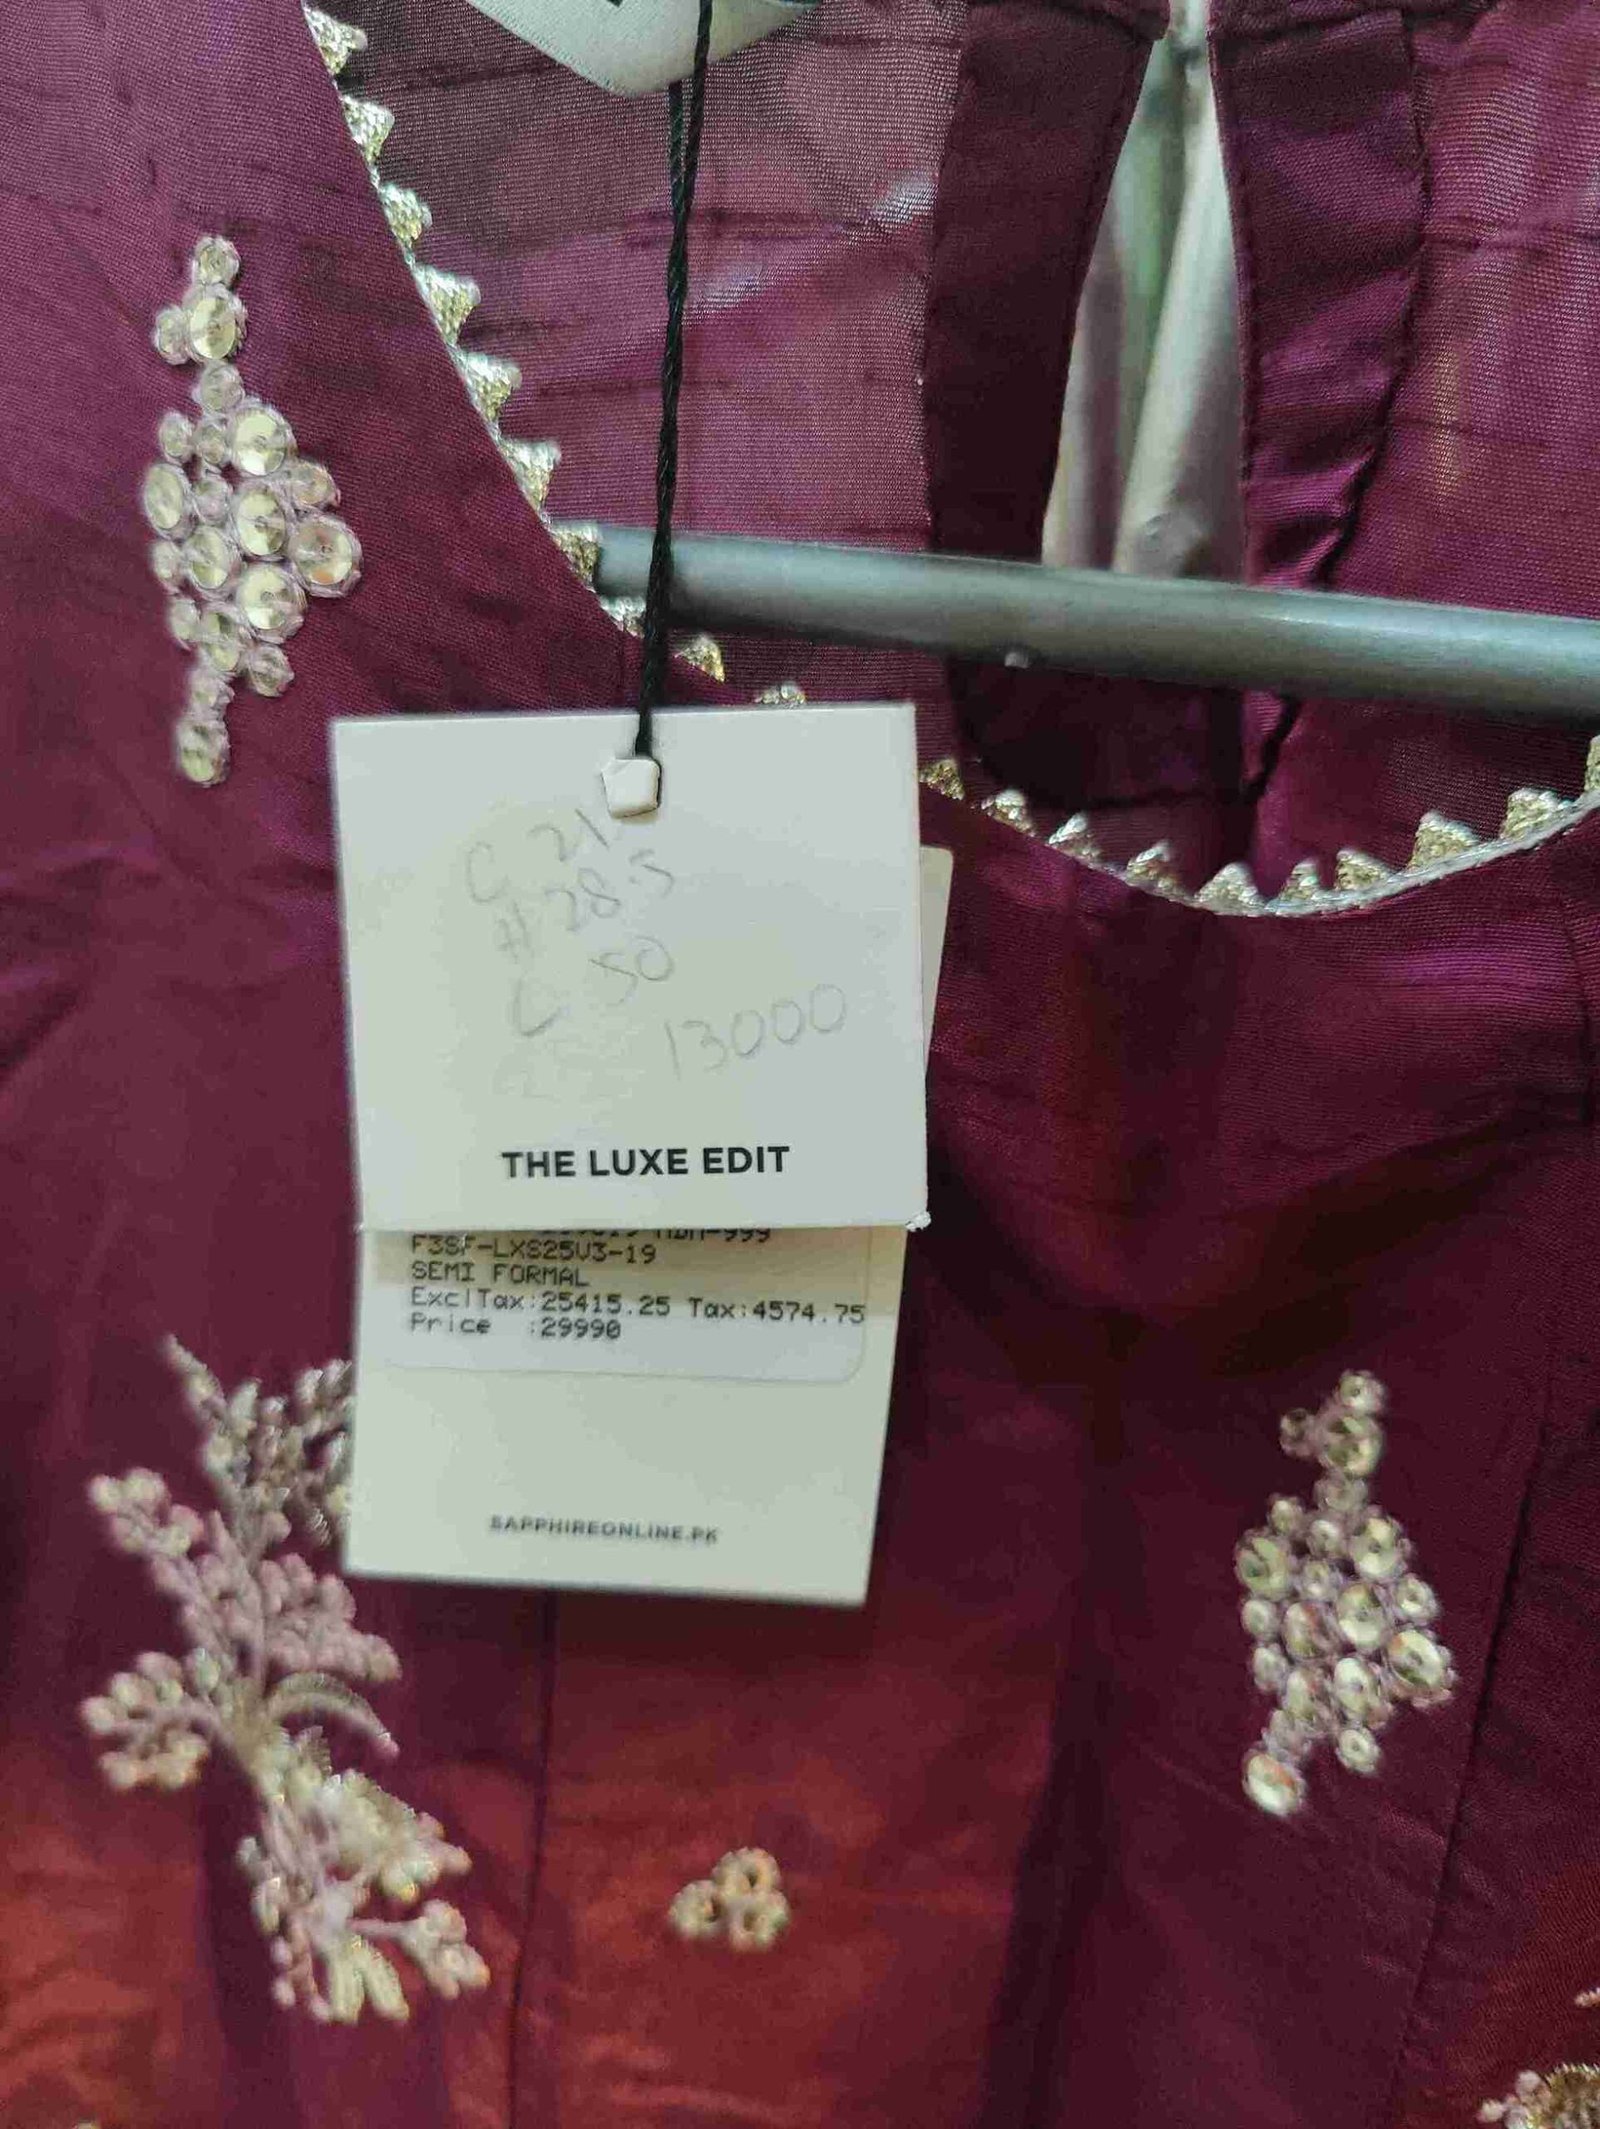 C 21
H 28.5
L 50
13000
THE LUXE EDIT
F3SF-LXS25V3-19
SEMI FORMAL
ExclTax:25415.25 Tax:4574.75
Price :29990
SAPPHIREONLINE.PK